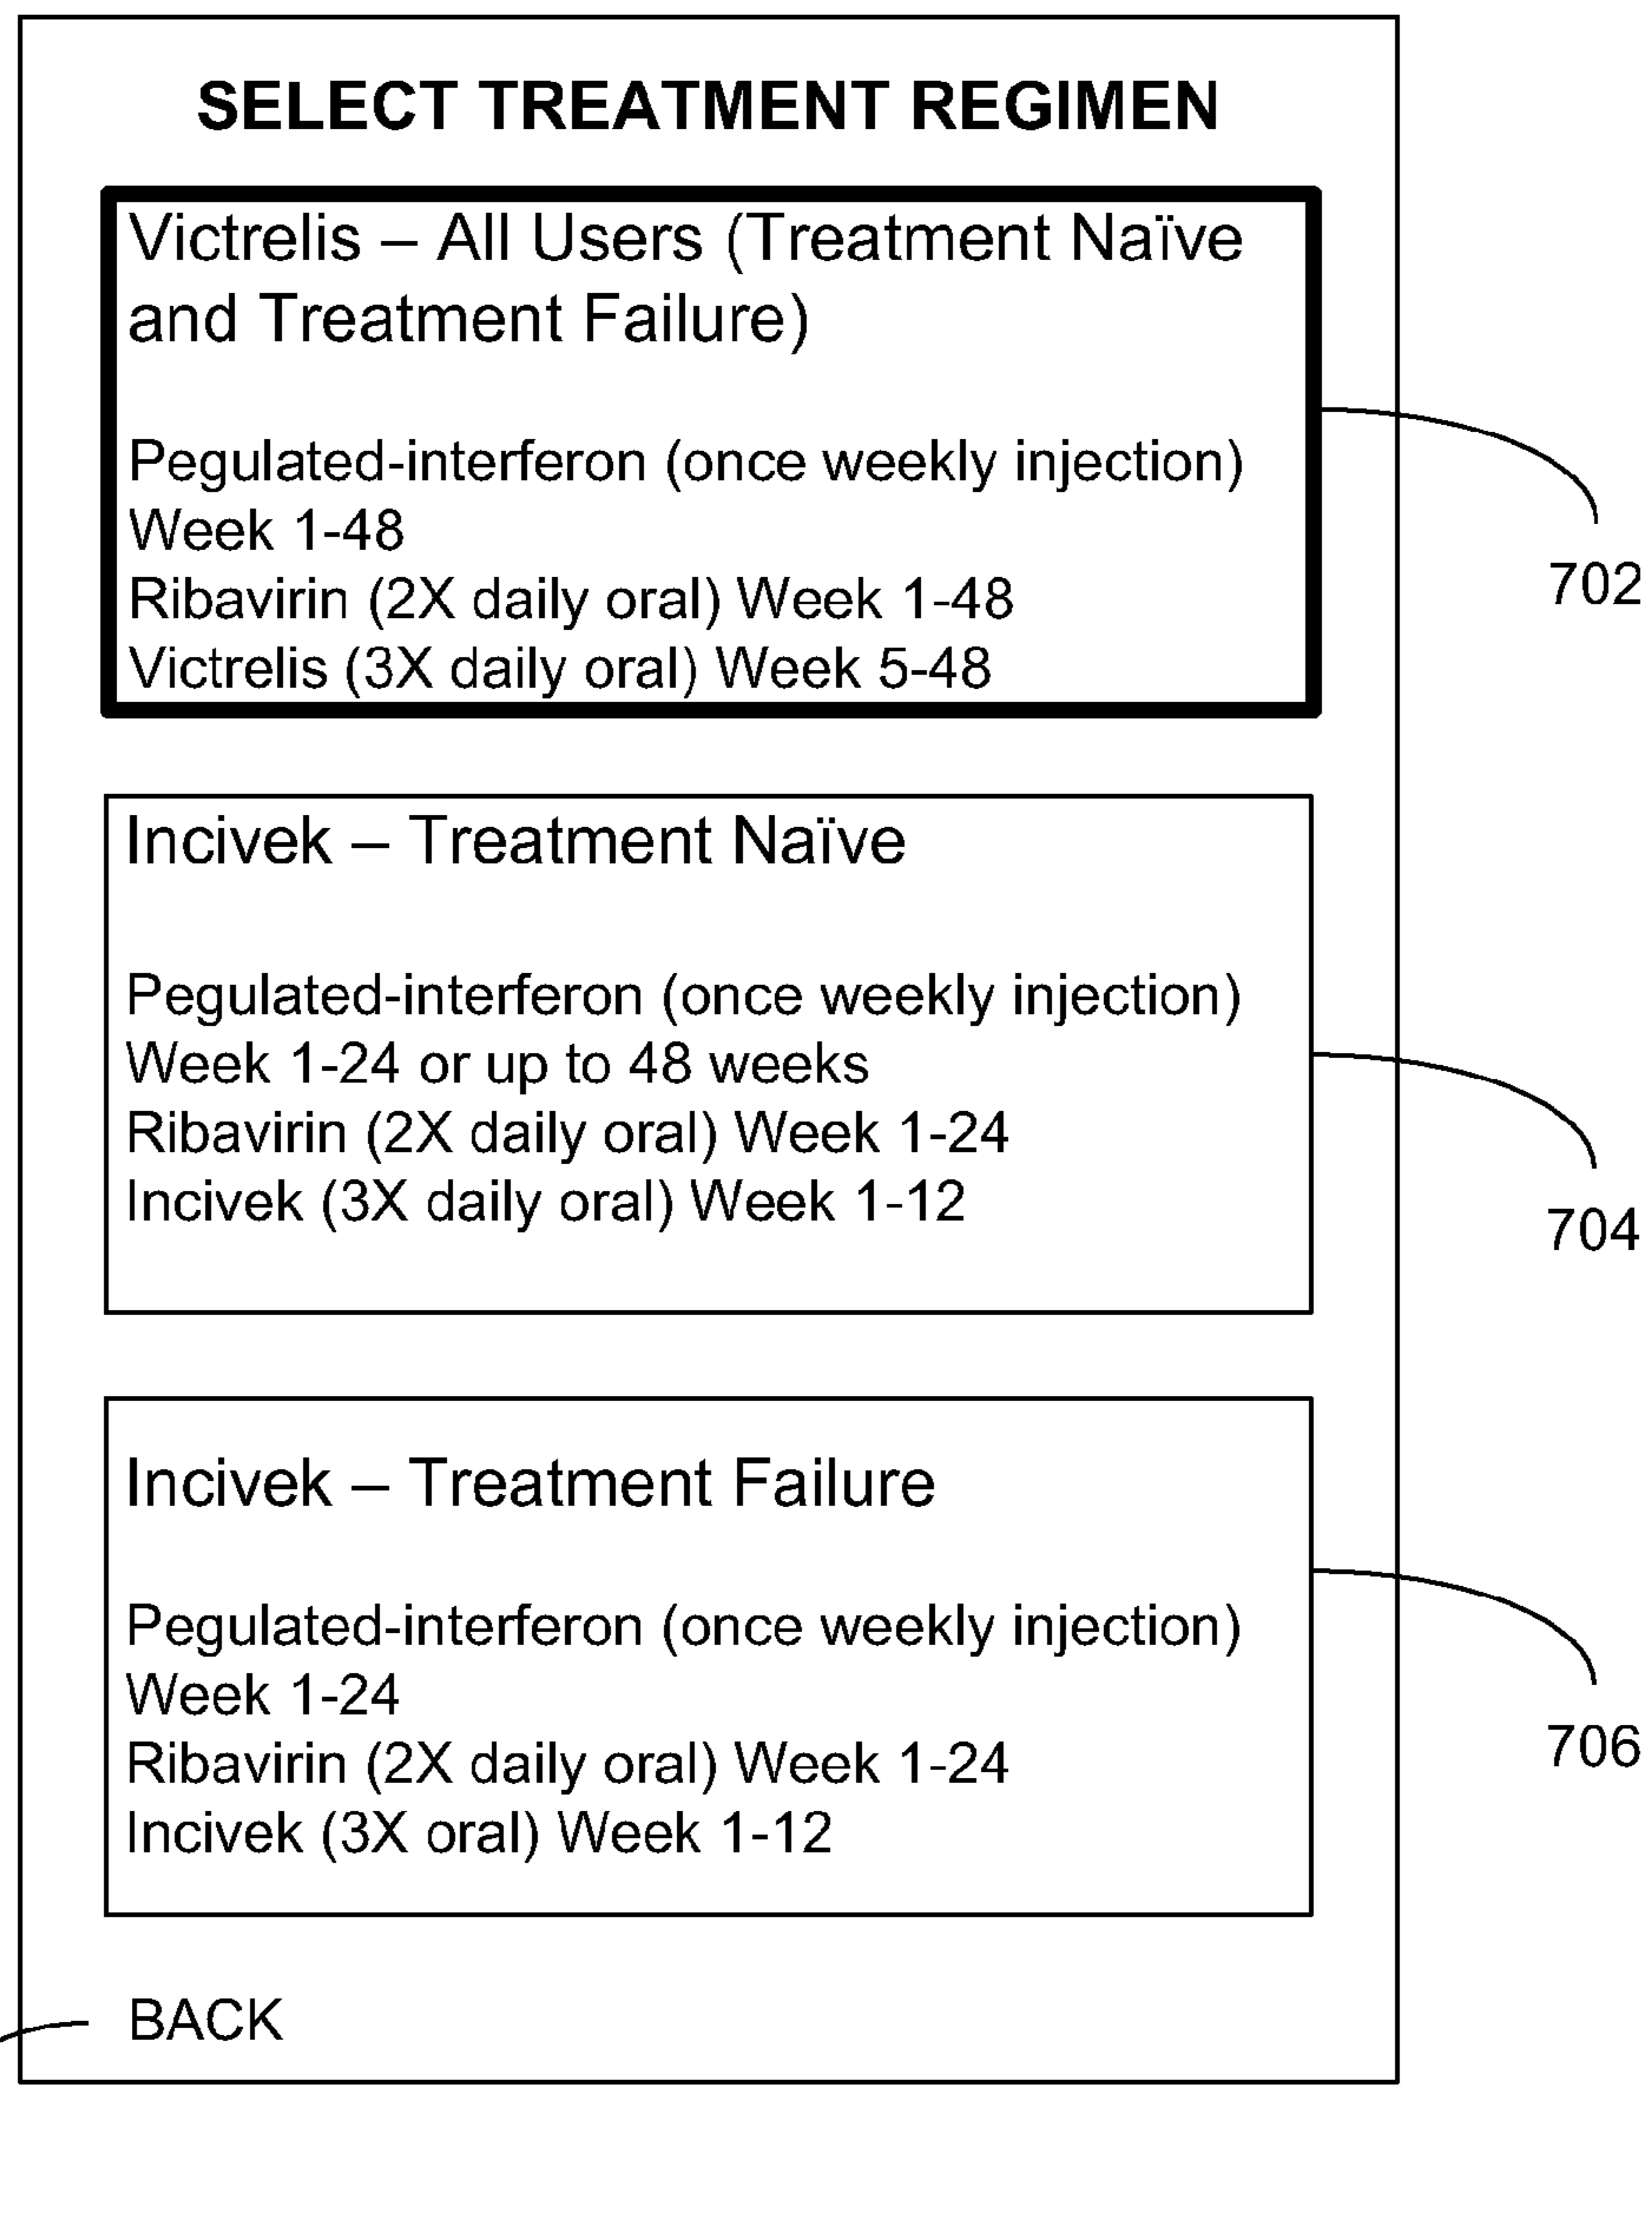 SELECT TREATMENT REGIMEN
Victrelis – All Users (Treatment Naïve
and Treatment Failure)
Pegulated-interferon (once weekly injection)
Week 1-48
Ribavirin (2X daily oral) Week 1-48
Victrelis (3X daily oral) Week 5-48
702
Incivek – Treatment Naïve
Pegulated-interferon (once weekly injection)
Week 1-24 or up to 48 weeks
Ribavirin (2X daily oral) Week 1-24
Incivek (3X daily oral) Week 1-12
704
Incivek – Treatment Failure
Pegulated-interferon (once weekly injection)
Week 1-24
Ribavirin (2X daily oral) Week 1-24
Incivek (3X oral) Week 1-12
706
BACK